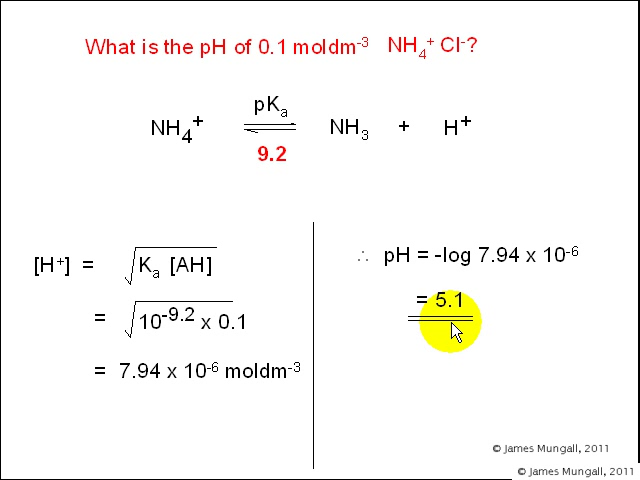 What is the pH of 0.1 moldm⁻³ NH₄⁺ Cl⁻?
pKₐ
NH₄⁺ ⇌ NH₃ + H⁺
9.2
[H⁺] = √Kₐ [AH]
= √10⁻⁹·² x 0.1
= 7.94 x 10⁻⁶ moldm⁻³
∴ pH = -log 7.94 x 10⁻⁶
= 5.1
© James Mungall, 2011
© James Mungall, 2011